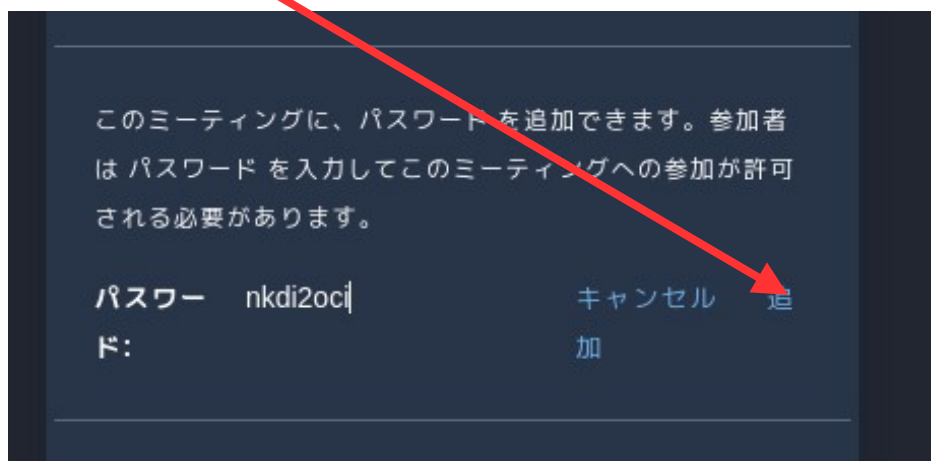 このミーティングに、パスワード を追加できます。参加者
は パスワード を入力してこのミーティングへの参加が許可
される必要があります。
パスワー nkdi2oci キャンセル 追
ド: 加